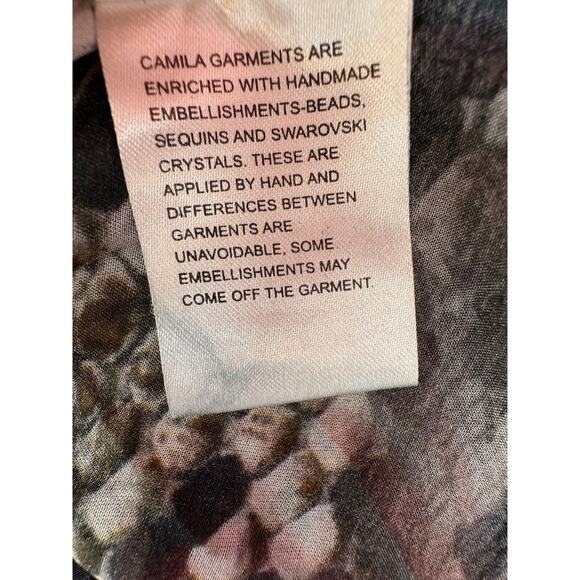 CAMILA GARMENTS ARE
ENRICHED WITH HANDMADE
EMBELLISHMENTS-BEADS,
SEQUINS AND SWAROVSKI
CRYSTALS. THESE ARE
APPLIED BY HAND AND
DIFFERENCES BETWEEN
GARMENTS ARE
UNAVOIDABLE, SOME
EMBELLISHMENTS MAY
COME OFF THE GARMENT.